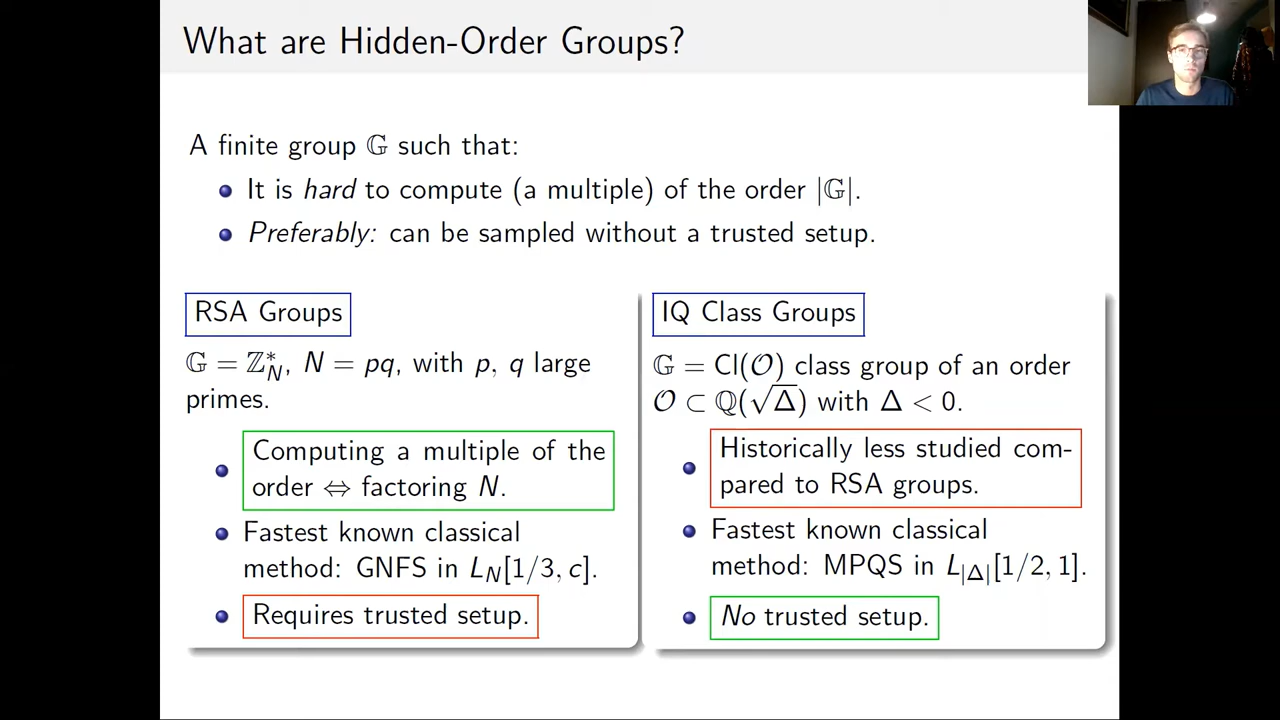 What are Hidden-Order Groups?
A finite group 𝔾 such that:
It is hard to compute (a multiple) of the order |𝔾|.
Preferably: can be sampled without a trusted setup.
RSA Groups
𝔾 = ℤ*_N, N = pq, with p, q large
primes.
Computing a multiple of the
order ⇔ factoring N.
Fastest known classical
method: GNFS in L_N[1/3, c].
Requires trusted setup.
IQ Class Groups
𝔾 = Cl(𝒪) class group of an order
𝒪 ⊂ ℚ(√Δ) with Δ < 0.
Historically less studied com-
pared to RSA groups.
Fastest known classical
method: MPQS in L_|Δ|[1/2, 1].
No trusted setup.